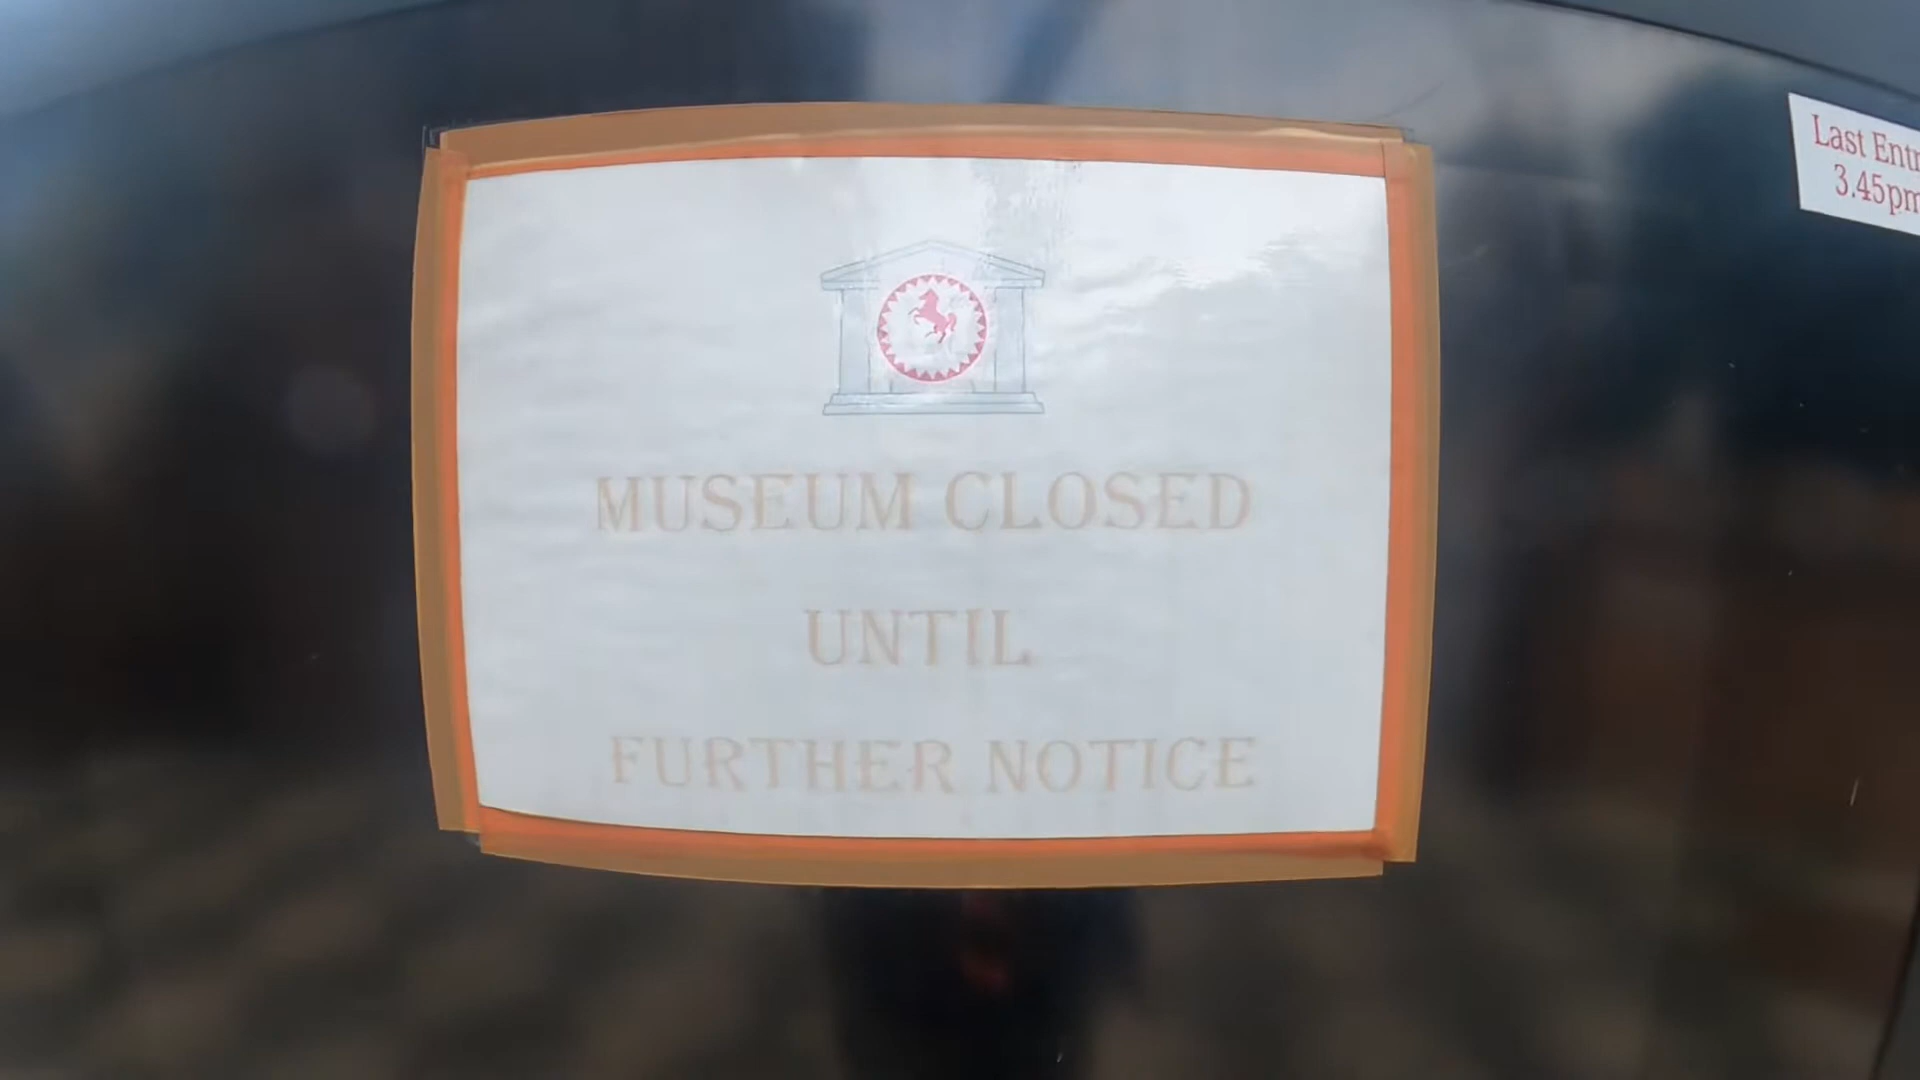 MUSEUM CLOSED
UNTIL
FURTHER NOTICE
Last Entr
3.45pm